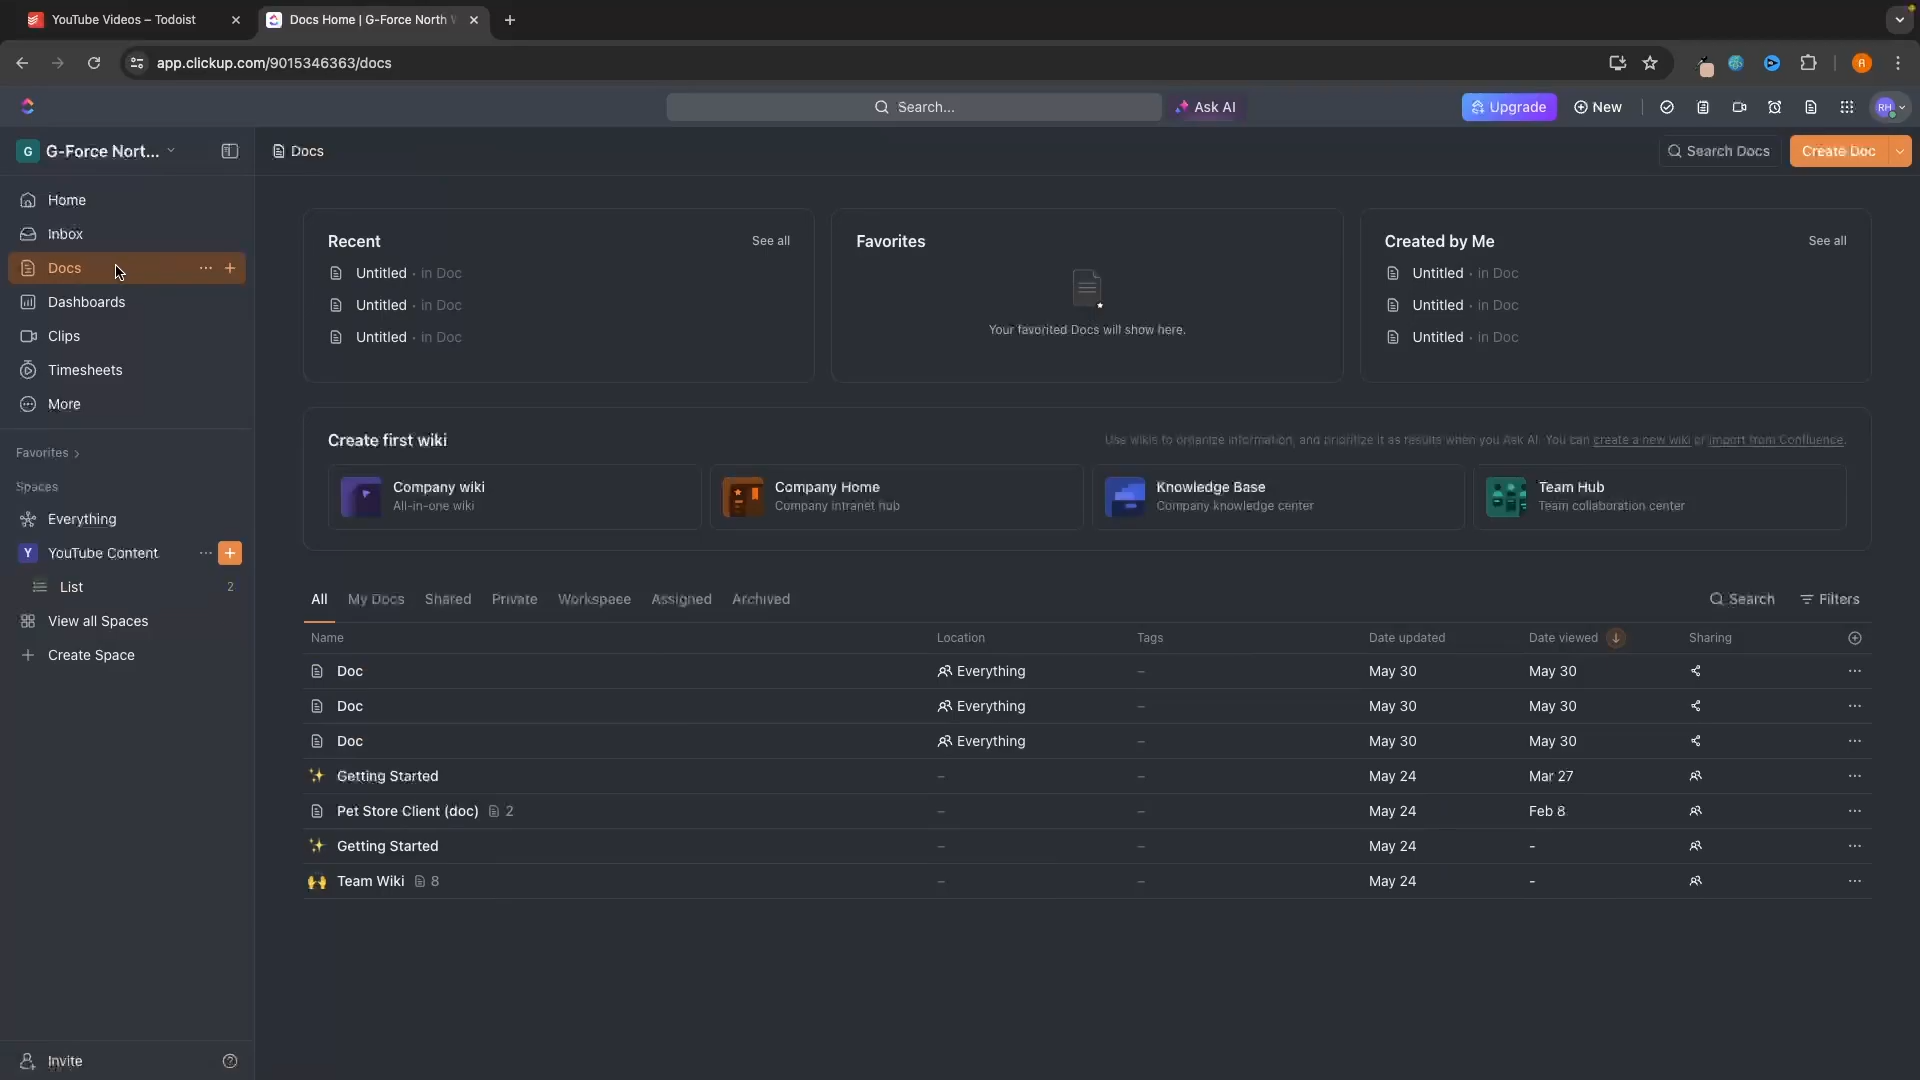 YouTube Videos – Todoist
Docs Home | G-Force North W
app.clickup.com/9015346363/docs
R
Search...
Ask AI
Upgrade
New
RH
G
G-Force Nort...
Docs
Search Docs
Create Doc
Home
Inbox
Docs
Dashboards
Clips
Timesheets
More
Favorites
Spaces
Everything
Y
YouTube Content
List
2
View all Spaces
Create Space
Invite
Recent
See all
Untitled · in Doc
Untitled · in Doc
Untitled · in Doc
Favorites
Your favorited Docs will show here.
Created by Me
See all
Untitled · in Doc
Untitled · in Doc
Untitled · in Doc
Create first wiki
Use wikis to organize information, and prioritize it as results when you Ask AI. You can create a new wiki or import from Confluence.
Company wiki
All-in-one wiki
Company Home
Company intranet hub
Knowledge Base
Company knowledge center
Team Hub
Team collaboration center
All My Docs Shared Private Workspace Assigned Archived
Search Filters
Name Location Tags Date updated Date viewed Sharing
Doc Everything – May 30 May 30
Doc Everything – May 30 May 30
Doc Everything – May 30 May 30
Getting Started – – May 24 Mar 27
Pet Store Client (doc) 2 – – May 24 Feb 8
Getting Started – – May 24 -
Team Wiki 8 – – May 24 -